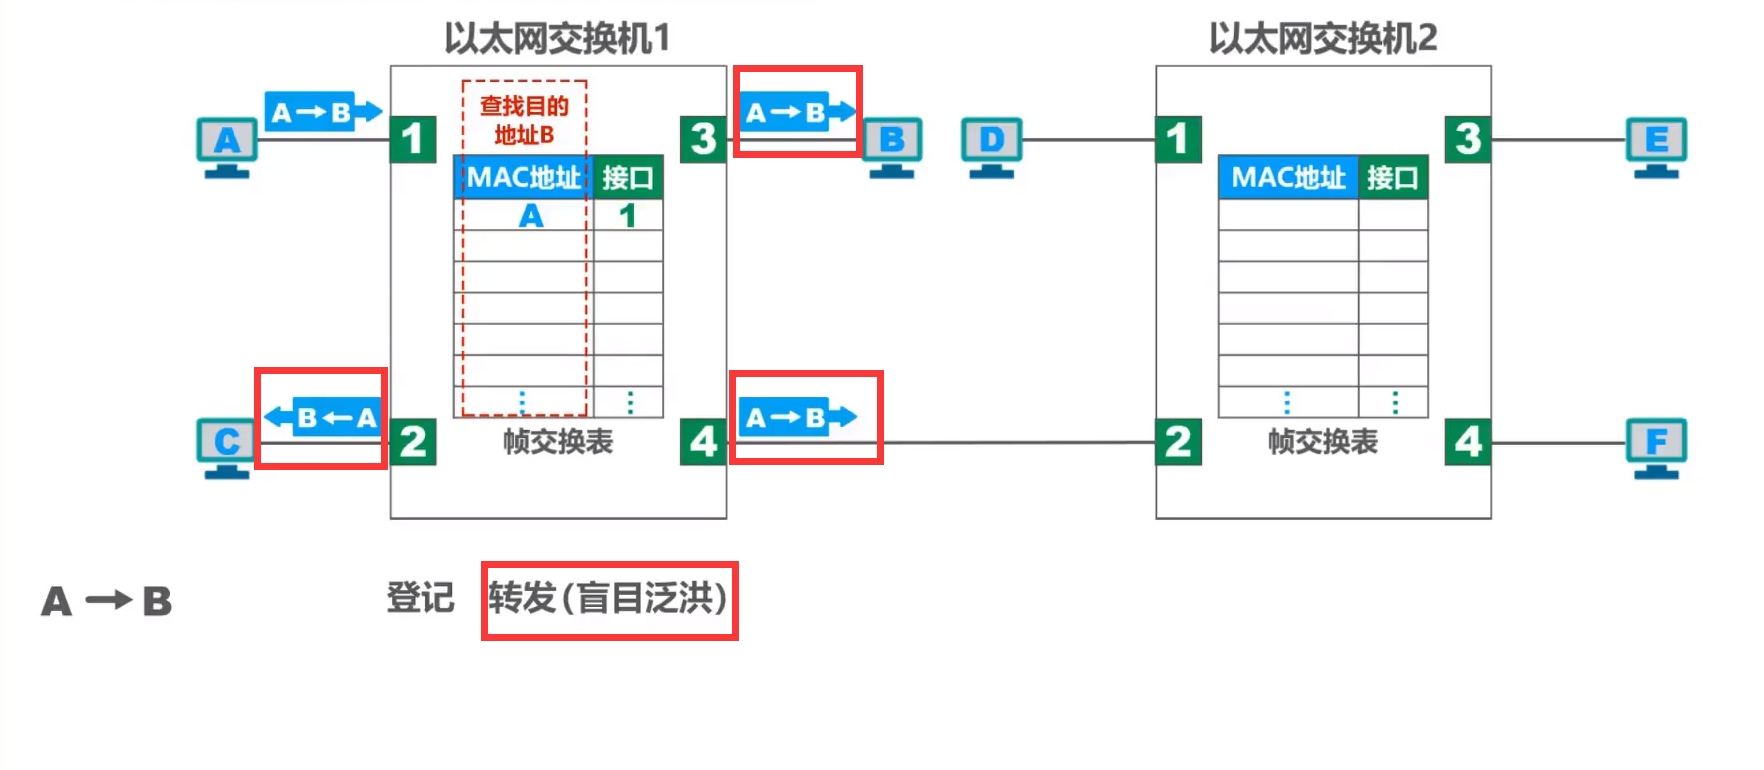 以太网交换机1
以太网交换机2
A→B
查找目的
地址B
A→B
A
1
3
B
D
1
3
E
MAC地址 接口
A 1
⋮ ⋮
MAC地址 接口
⋮ ⋮
B←A
A→B
C
2
帧交换表
4
2
帧交换表
4
F
A→B
登记 转发(盲目泛洪)